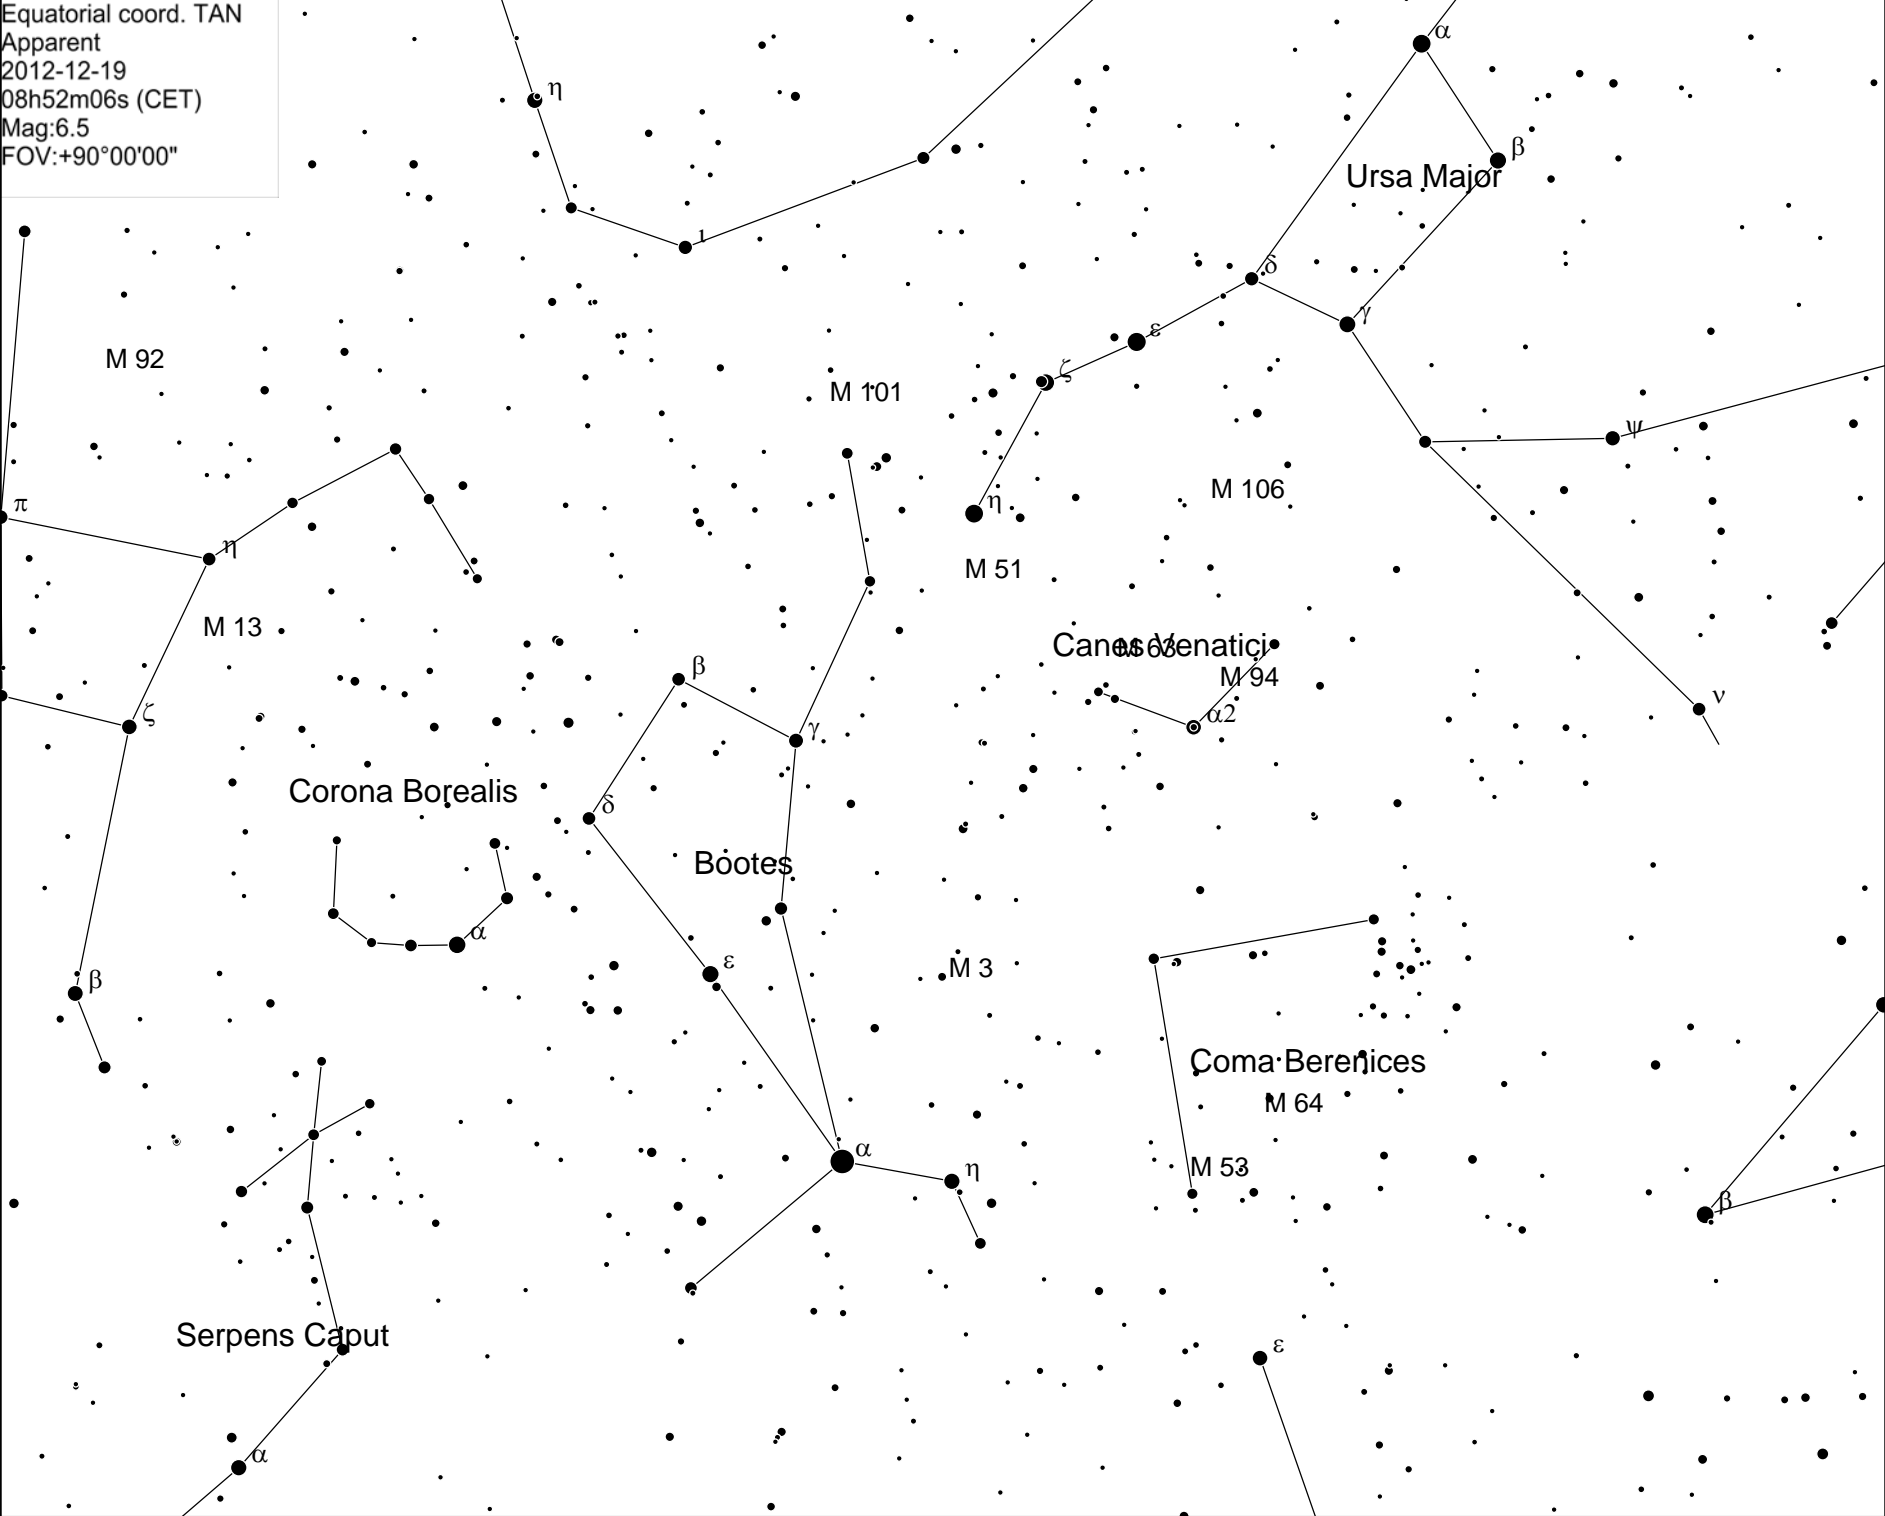 Equatorial coord. TAN
Apparent
2012-12-19
08h52m06s (CET)
Mag:6.5
FOV:+90°00'00"
α
η
β
Ursa Major
ι
δ
γ
ε
M 92
ζ
M 101
ψ
M 106
η
π
η
M 51
M 13
Canes Venatici
M 63
β
M 94
ν
α2
ζ
γ
Corona Borealis
δ
Bootes
α
ε
M 3
β
Coma Berenices
M 64
α
M 53
η
β
Serpens Caput
ε
α